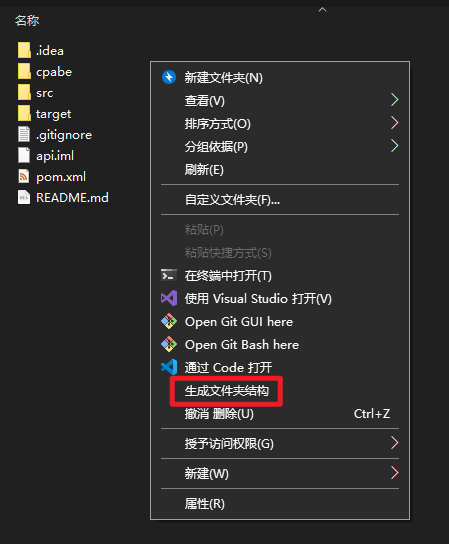 名称
.idea
cpabe
src
target
.gitignore
api.iml
pom.xml
README.md
新建文件夹(N)
查看(V)
排序方式(O)
分组依据(P)
刷新(E)
自定义文件夹(F)...
粘贴(P)
粘贴快捷方式(S)
在终端中打开(T)
使用 Visual Studio 打开(V)
Open Git GUI here
Open Git Bash here
通过 Code 打开
生成文件夹结构
撤消 删除(U) Ctrl+Z
授予访问权限(G)
新建(W)
属性(R)